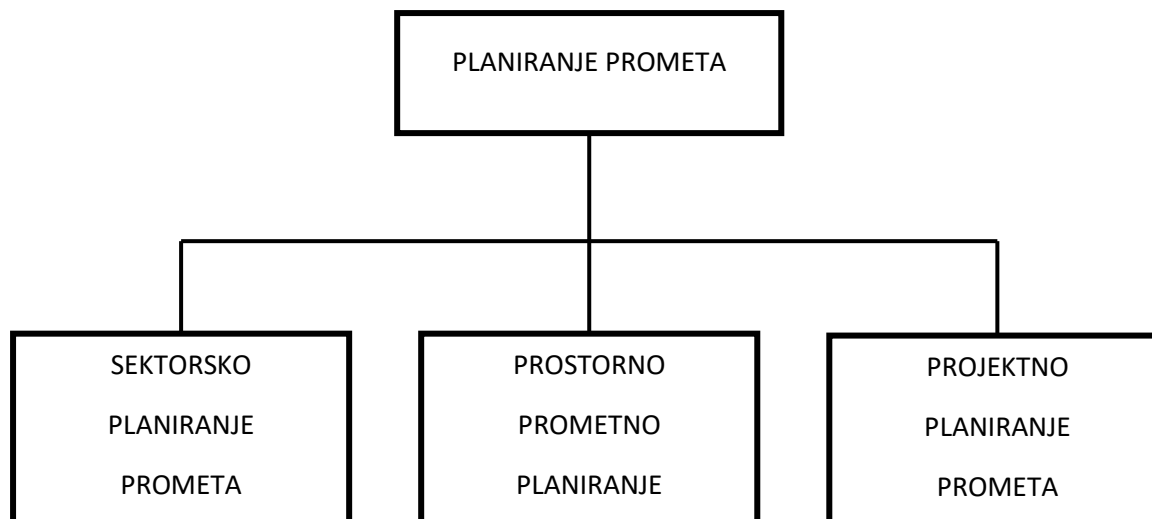 PLANIRANJE PROMETA
SEKTORSKO
PLANIRANJE
PROMETA
PROSTORNO
PROMETNO
PLANIRANJE
PROJEKTNO
PLANIRANJE
PROMETA